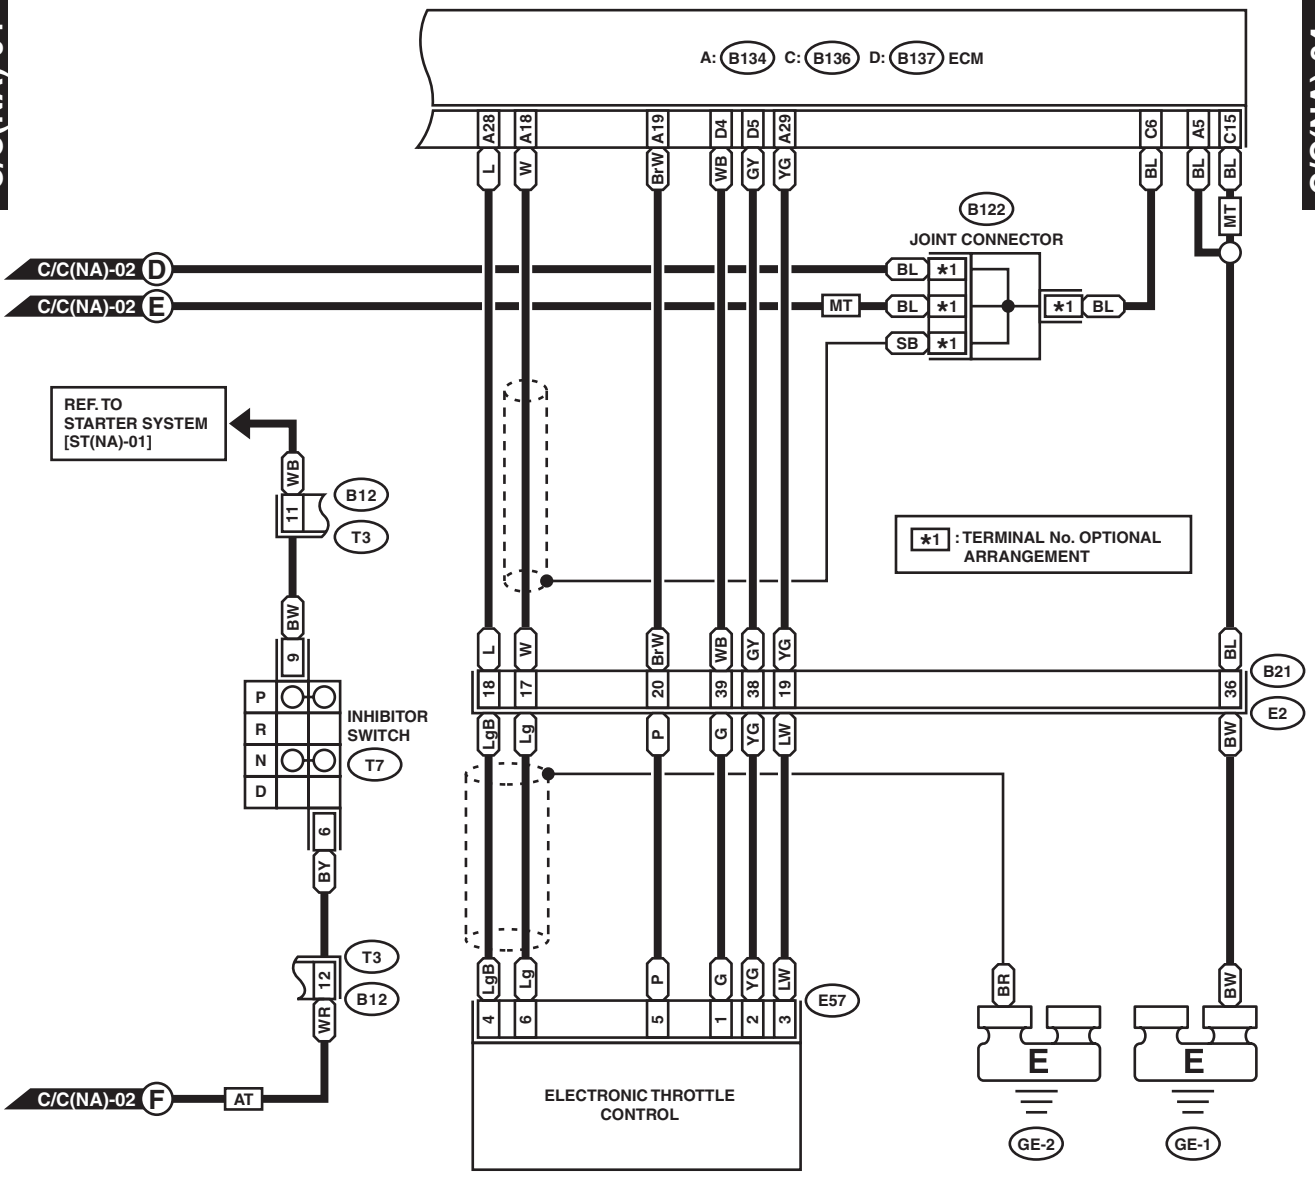 A: B134 C: B136 D: B137 ECM
A28 A18 A19 D4 D5 A29 C6 A5 C15
L W BrW WB GY YG BL BL BL
MT
B122
JOINT CONNECTOR
C/C(NA)-02 D BL *1
C/C(NA)-02 E MT BL *1 *1 BL
SB *1
REF. TO
STARTER SYSTEM
[ST(NA)-01]
WB
11
B12
T3
*1 : TERMINAL No. OPTIONAL
ARRANGEMENT
BW
9
L W BrW WB GY YG BL
18 17 20 39 38 19 36
B21
E2
LgB Lg P G YG LW BW
P
R
N
D
INHIBITOR
SWITCH
T7
6
BY
T3
12
B12
WR
LgB Lg P G YG LW BR BW
4 6 5 1 2 3
E57
E E
ELECTRONIC THROTTLE
CONTROL
C/C(NA)-02 F AT
GE-2 GE-1